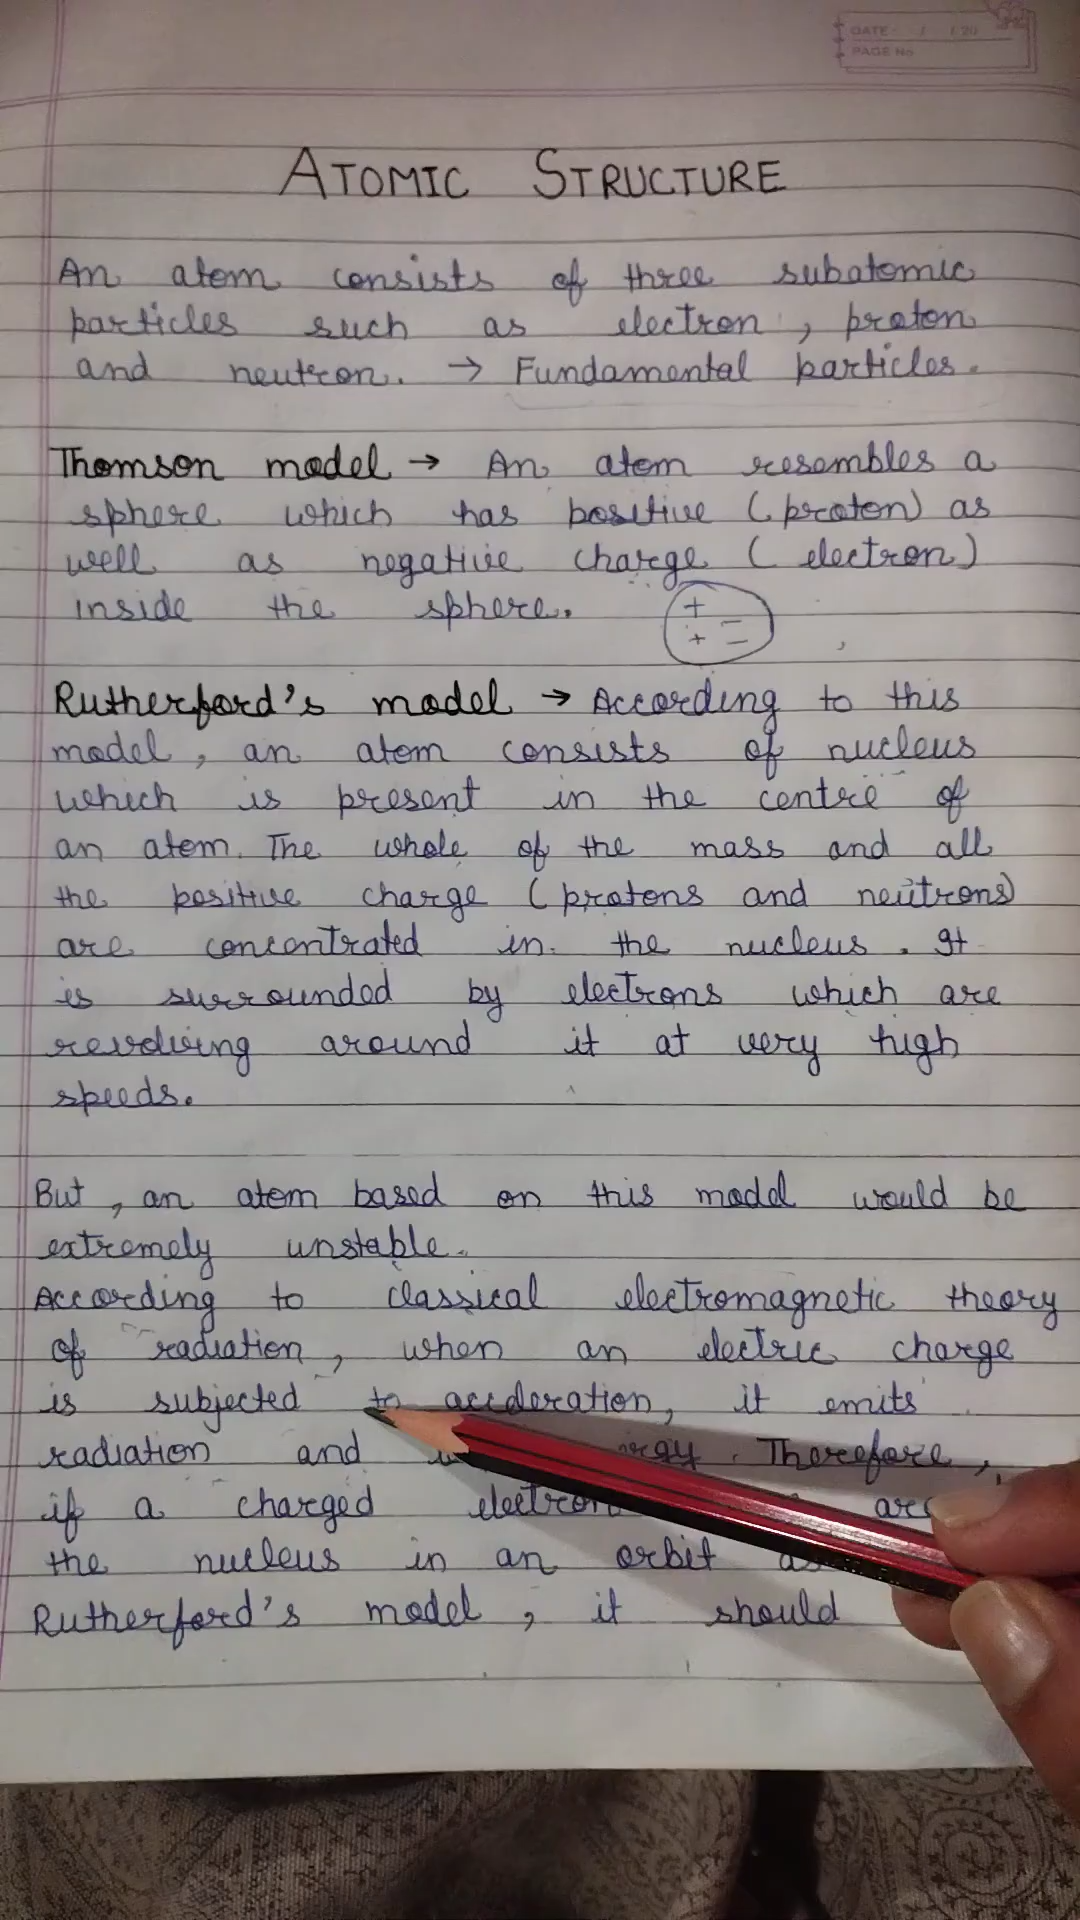 DATE: / / 20
PAGE No
ATOMIC STRUCTURE
An atom consists of three subatomic
particles such as electron, proton
and neutron. → Fundamental particles.
Thomson model → An atom resembles a
sphere which has positive (proton) as
well as negative charge (electron)
inside the sphere.
+
+ =
Rutherford's model → According to this
model, an atom consists of nucleus
which is present in the centre of
an atom. The whole of the mass and all
the positive charge (protons and neutrons)
are concentrated in the nucleus. It
is surrounded by electrons which are
revolving around it at very high
speeds.
But, an atom based on this model would be
extremely unstable.
According to classical electromagnetic theory
of radiation, when an electric charge
is subjected to acceleration, it emits
radiation and . Therefore,
if a charged electron
the nucleus in an orbit
Rutherford's model, it should